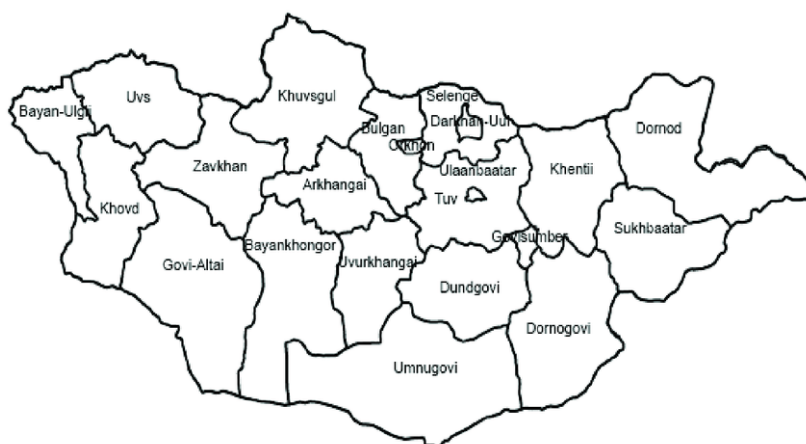 Khuvsgul
Uvs
Selenge
Bayan-Ulgii
Darkhan-Uul
Bulgan
Dornod
Orkhon
Zavkhan
Ulaanbaatar
Khentii
Arkhangai
Tuv
Khovd
Sukhbaatar
Govisumber
Bayankhongor
Uvurkhangai
Govi-Altai
Dundgovi
Dornogovi
Umnugovi